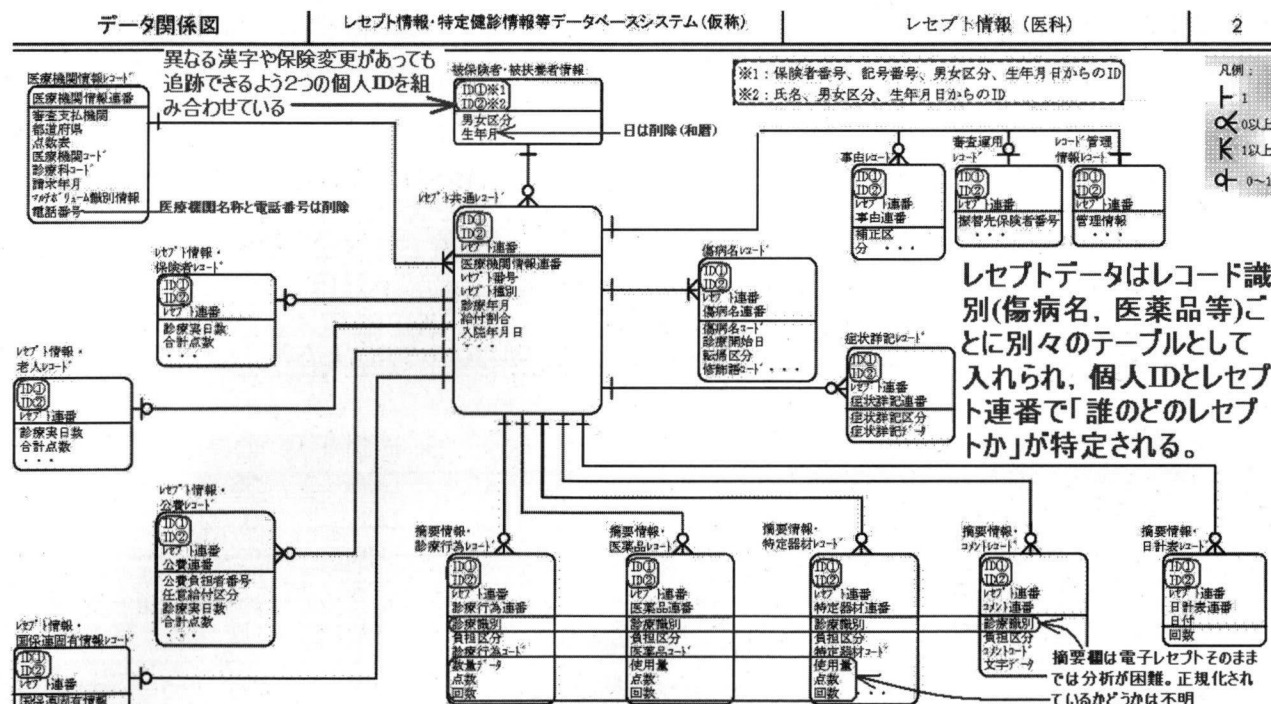 データ関係図
レセプト情報・特定健診情報等データベースシステム(仮称)
レセプト情報 (医科)
2
異なる漢字や保険変更があっても
追跡できるよう2つの個人IDを組
み合わせている
医療機関情報レコード
医療機関情報連番
審査支払機関
都道府県
点数表
医療機関コード
診療科コード
請求年月
マルチボリューム識別情報
電話番号
医療機関名称と電話番号は削除
被保険者・被扶養者情報
ID①※1
ID②※2
男女区分
生年月
日は削除(和暦)
※1:保険者番号、記号番号、男女区分、生年月日からのID
※2:氏名、男女区分、生年月日からのID
凡例:
1
0以上
1以上
0~1
事由レコード
ID①
ID②
レセプト連番
事由連番
補正区
分 ・・・
審査運用
レコード
ID①
ID②
レセプト連番
振替先保険者番号
・・・
レコード管理
情報レコード
ID①
ID②
レセプト連番
管理情報
・・・
レセプト共通レコード
ID①
ID②
レセプト連番
医療機関情報連番
レセプト番号
レセプト種別
診療年月
給付割合
入院年月日
・・・
レセプト情報・
保険者レコード
ID①
ID②
レセプト連番
診療実日数
合計点数
・・・
傷病名レコード
ID①
ID②
レセプト連番
傷病名連番
傷病名コード
診療開始日
転帰区分
修飾語コード・・・
レセプトデータはレコード識
別(傷病名, 医薬品等)ご
とに別々のテーブルとして
入れられ, 個人IDとレセプ
ト連番で「誰のどのレセプ
トか」が特定される。
レセプト情報・
老人レコード
ID①
ID②
レセプト連番
診療実日数
合計点数
・・・
症状詳記レコード
ID①
ID②
レセプト連番
症状詳記連番
症状詳記区分
症状詳記データ
レセプト情報・
公費レコード
ID①
ID②
レセプト連番
公費連番
公費負担者番号
任意給付区分
診療実日数
合計点数
・・・
摘要情報・
診療行為レコード
ID①
ID②
レセプト連番
診療行為連番
診療識別
負担区分
診療行為コード
数量データ
点数
回数
摘要情報・
医薬品レコード
ID①
ID②
レセプト連番
医薬品連番
診療識別
負担区分
医薬品コード
使用量
点数
回数
摘要情報・
特定器材レコード
ID①
ID②
レセプト連番
特定器材連番
診療識別
負担区分
特定器材コード
使用量
点数
回数 ・・・
摘要情報・
コメントレコード
ID①
ID②
レセプト連番
コメント連番
診療識別
負担区分
コメントコード
文字データ
摘要情報・
日計表レコード
ID①
ID②
レセプト連番
日計表連番
日付
回数
摘要欄は電子レセプトそのまま
では分析が困難。正規化され
ているかどうかは不明
レセプト情報・
国保連固有情報レコード
ID①
ID②
レセプト連番
国保連固有情報